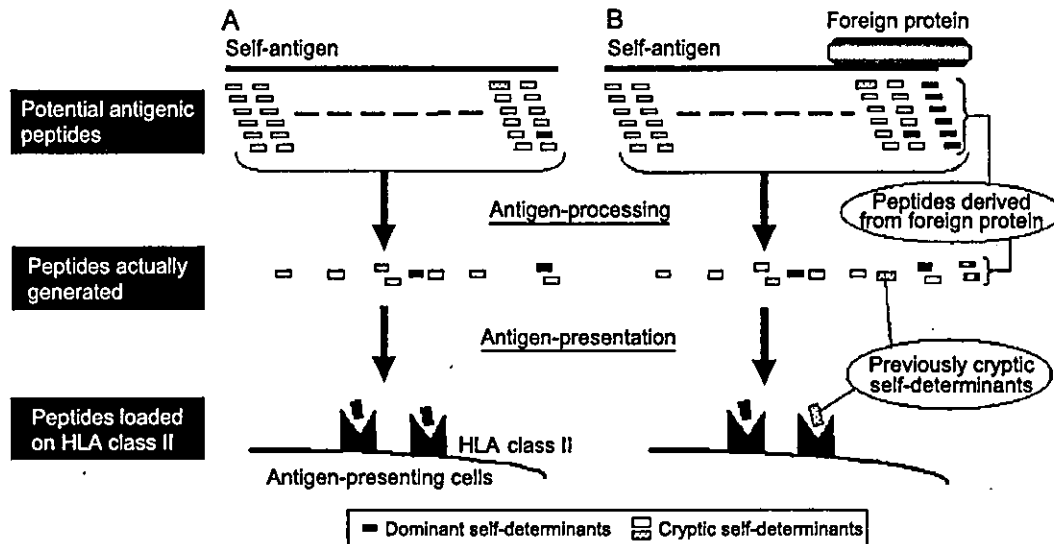 A
B
Foreign protein
Self-antigen
Self-antigen
Potential antigenic
peptides
Antigen-processing
Peptides derived
from foreign protein
Peptides actually
generated
Antigen-presentation
Previously cryptic
self-determinants
Peptides loaded
on HLA class II
HLA class II
Antigen-presenting cells
Dominant self-determinants
Cryptic self-determinants